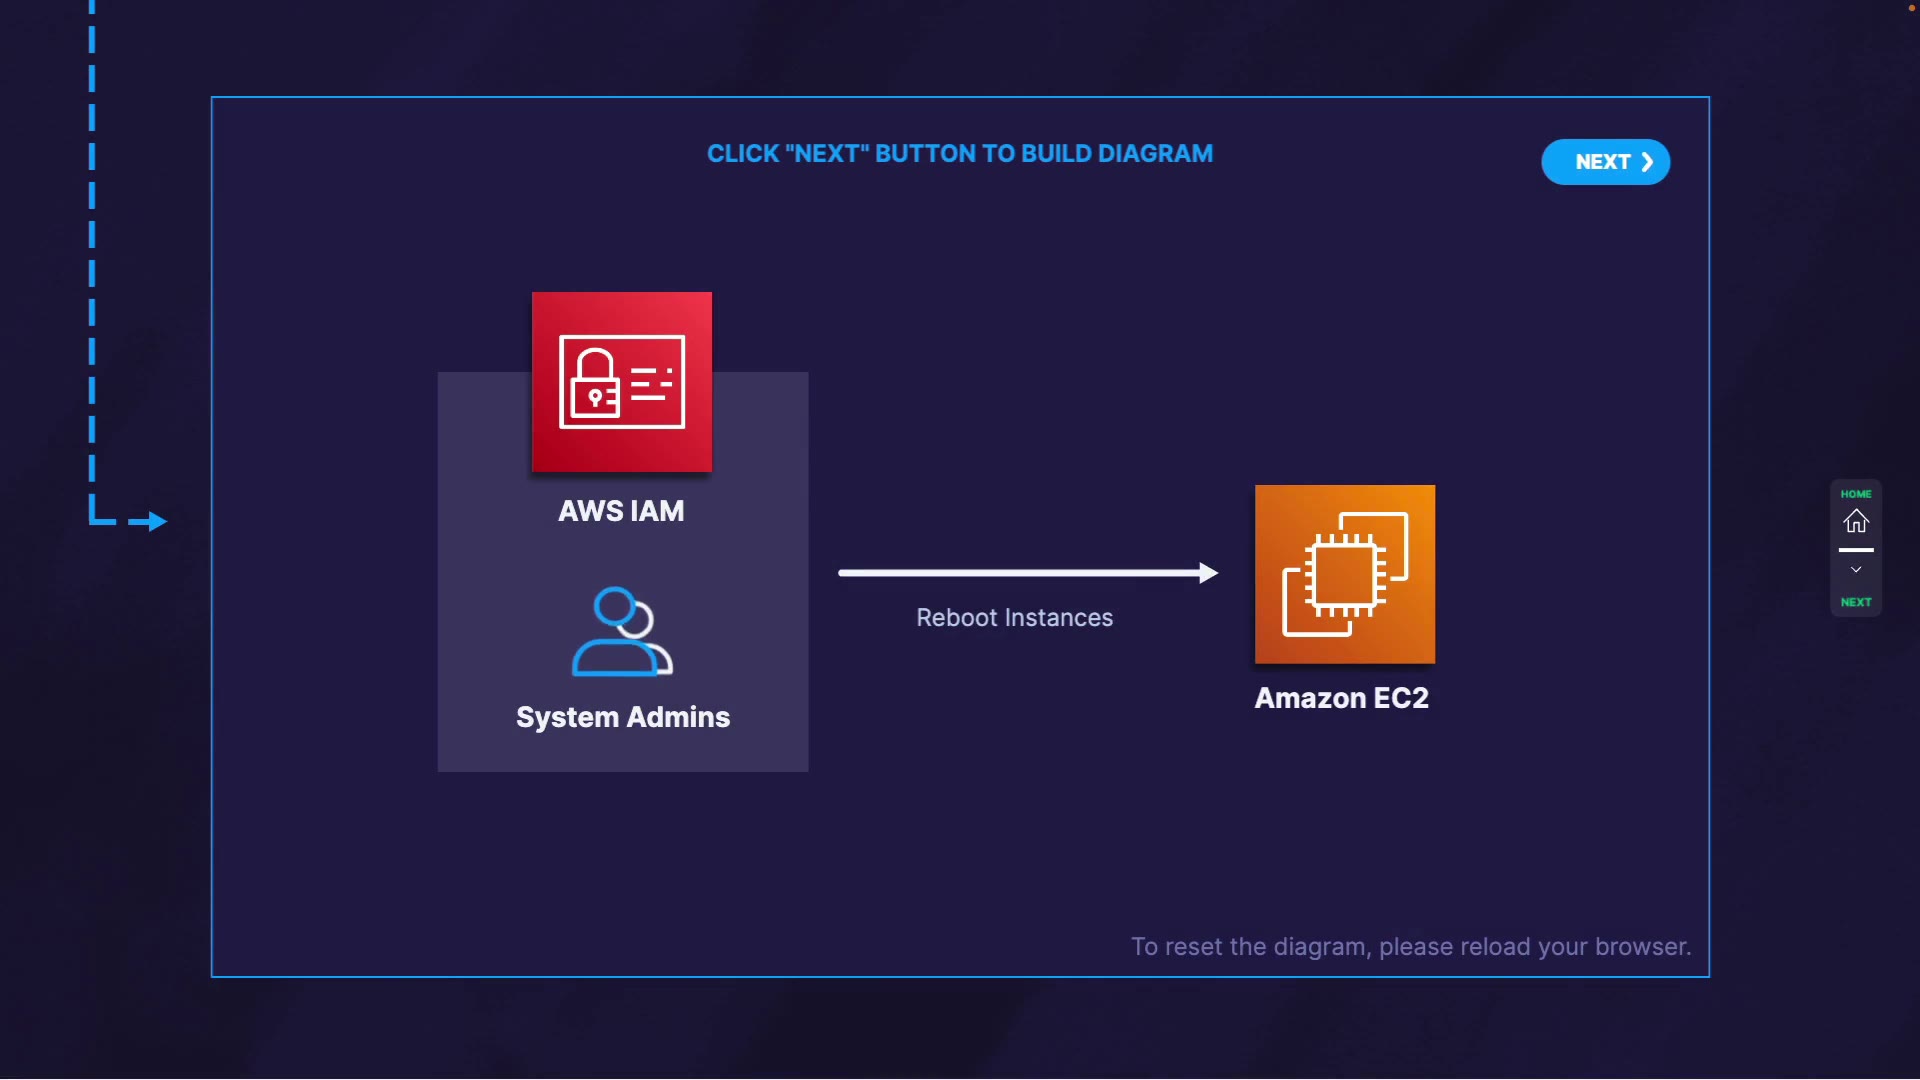 CLICK "NEXT" BUTTON TO BUILD DIAGRAM
NEXT
AWS IAM
System Admins
Reboot Instances
Amazon EC2
To reset the diagram, please reload your browser.
HOME
NEXT